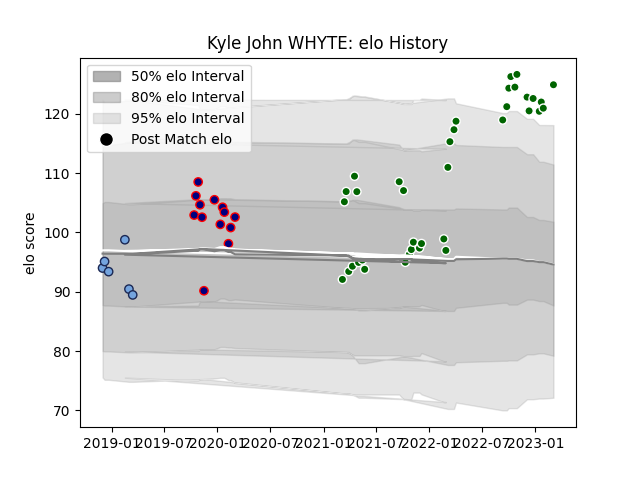 Kyle John WHYTE: elo History
50% elo Interval
80% elo Interval
95% elo Interval
Post Match elo
elo score
120
110
100
90
80
70
2019-01 2019-07 2020-01 2020-07 2021-01 2021-07 2022-01 2022-07 2023-01